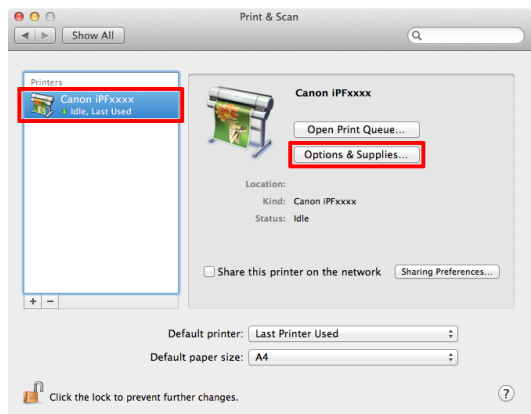 Print & Scan
Show All
Printers
Canon iPFxxxx
Idle, Last Used
Canon iPFxxxx
Open Print Queue...
Options & Supplies...
Location:
Kind: Canon iPFxxxx
Status: Idle
Share this printer on the network Sharing Preferences...
+ −
Default printer: Last Printer Used
Default paper size: A4
Click the lock to prevent further changes.
?